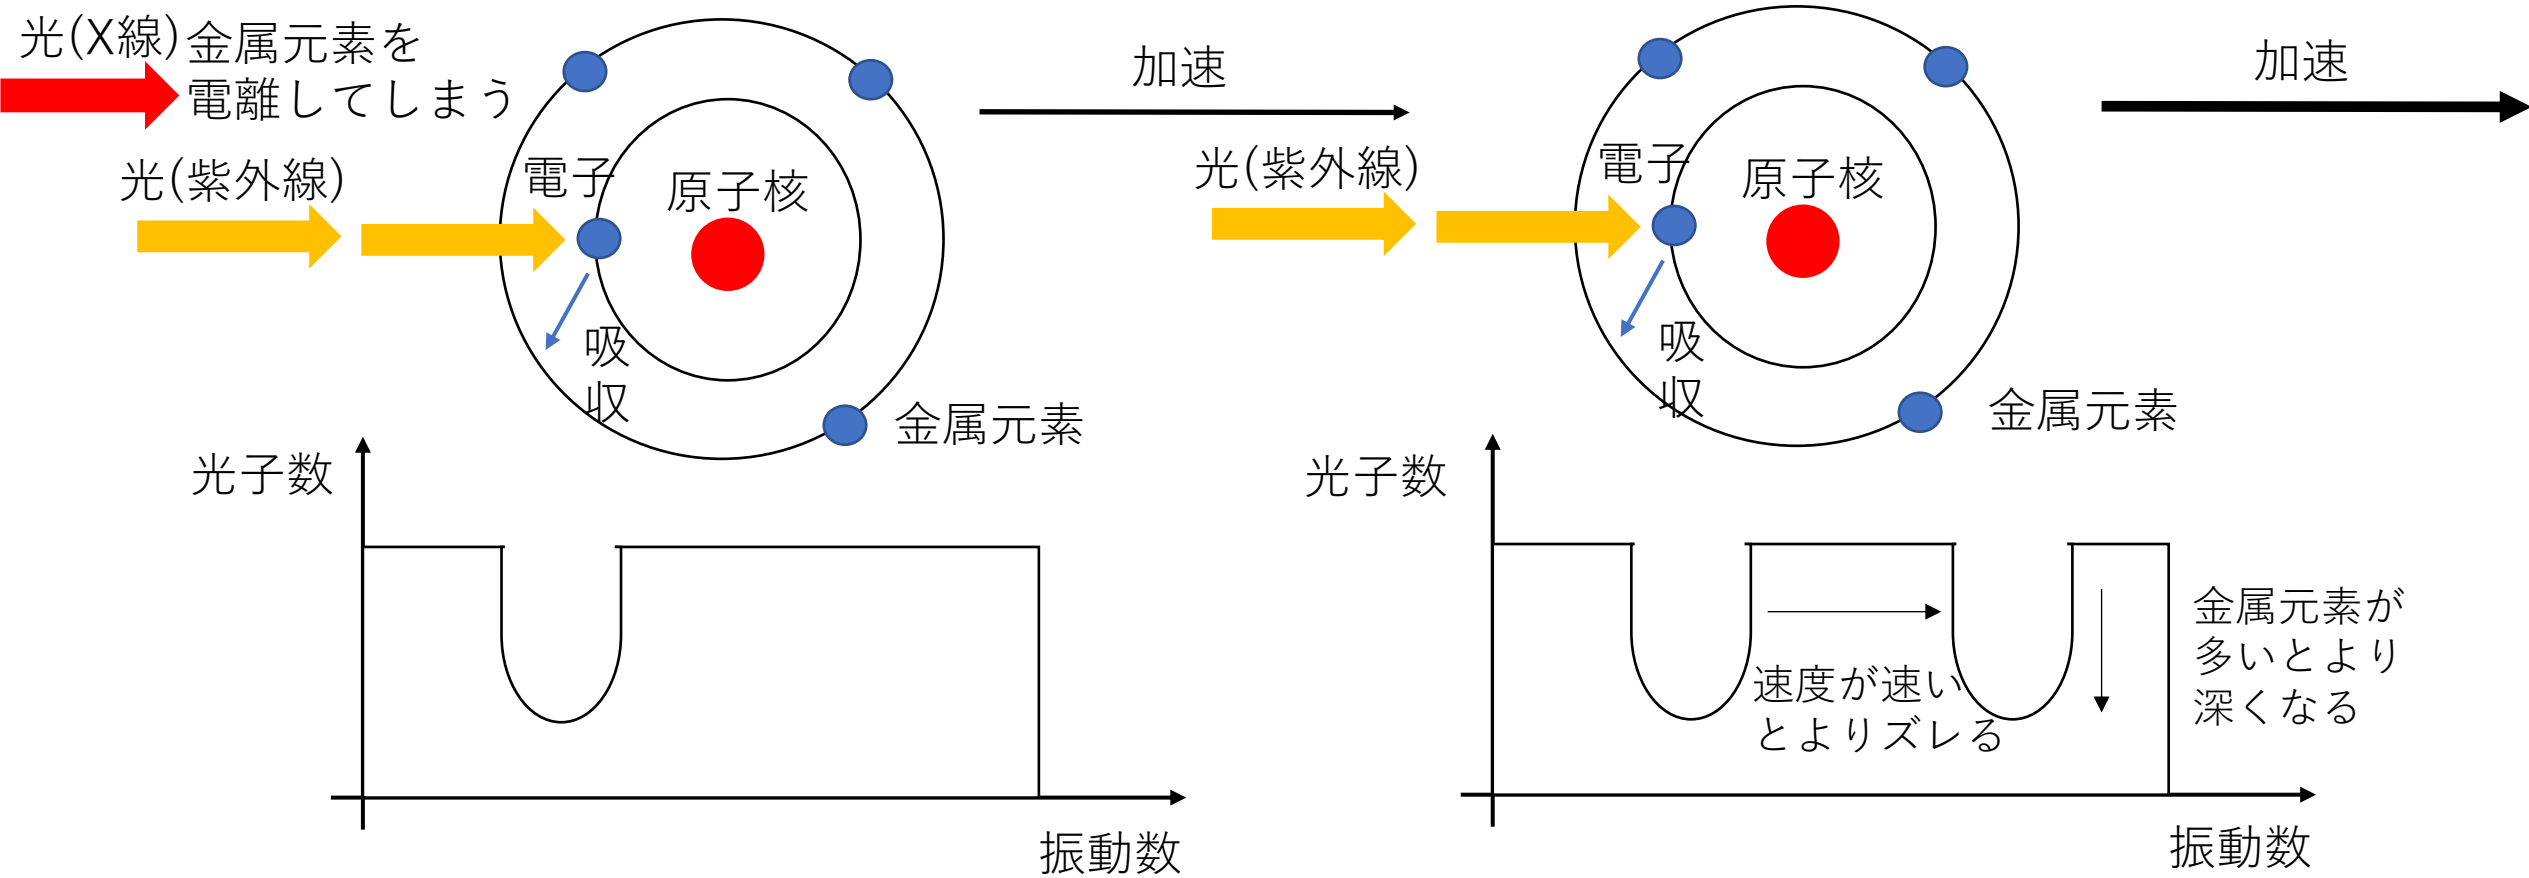 光(X線)
金属元素を
電離してしまう
光(紫外線)
電子
原子核
吸
収
金属元素
加速
光子数
振動数
光(紫外線)
電子
原子核
吸
収
金属元素
加速
光子数
速度が速い
とよりズレる
金属元素が
多いとより
深くなる
振動数